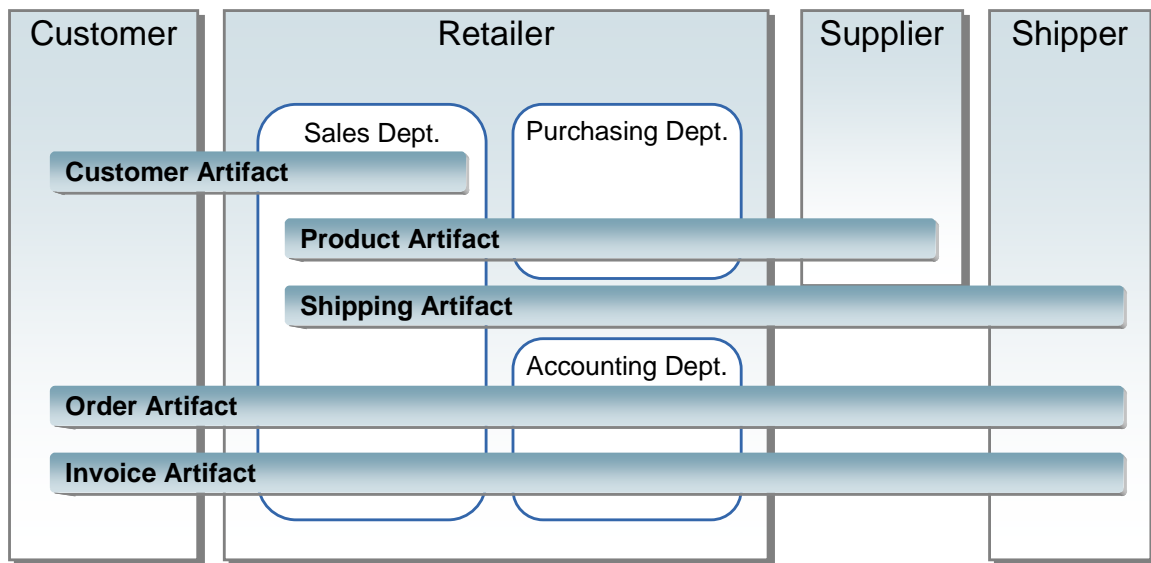 Customer
Retailer
Supplier
Shipper
Sales Dept.
Purchasing Dept.
Customer Artifact
Product Artifact
Shipping Artifact
Accounting Dept.
Order Artifact
Invoice Artifact